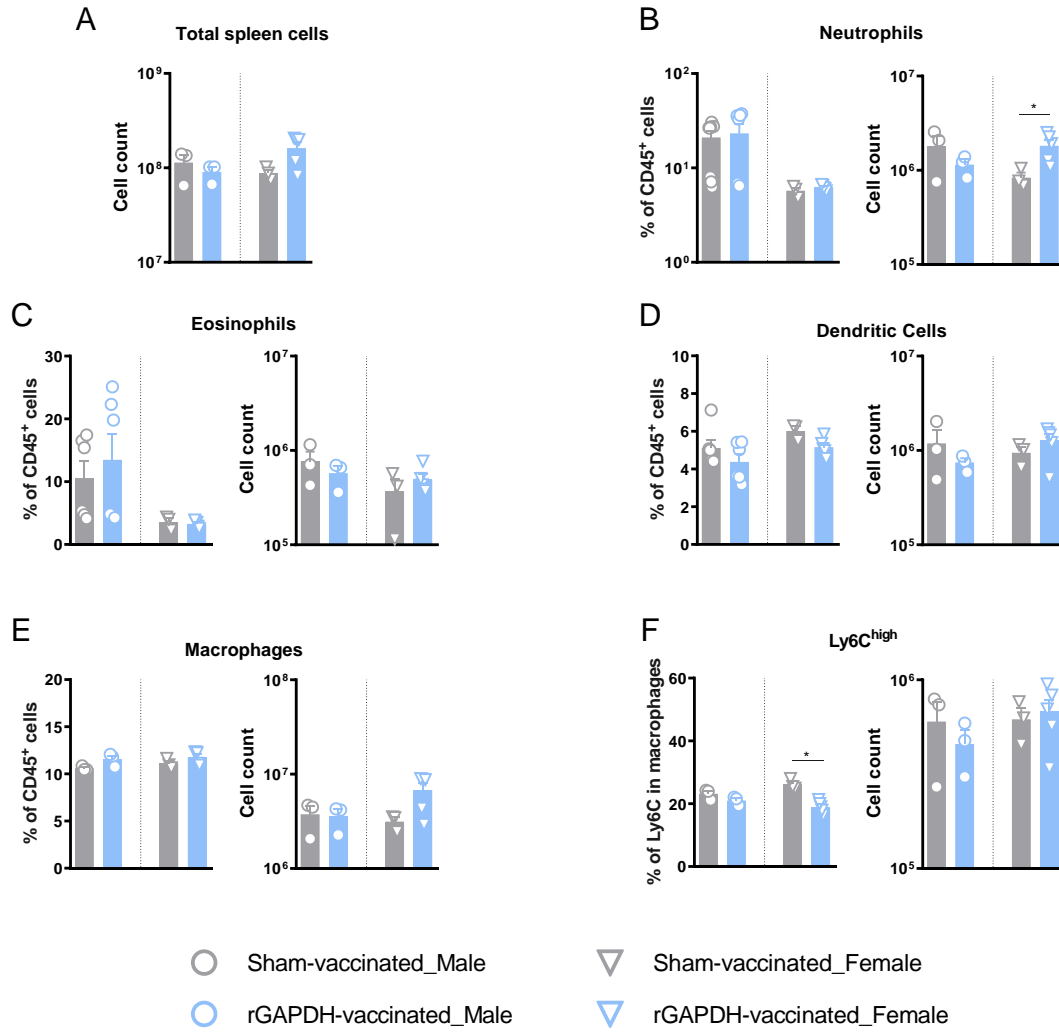 A
Total spleen cells
Cell count
10⁹
10⁸
10⁷
B
Neutrophils
% of CD45⁺ cells
10²
10¹
10⁰
Cell count
10⁷
10⁶
10⁵
*
C
Eosinophils
% of CD45⁺ cells
30
20
10
0
Cell count
10⁷
10⁶
10⁵
D
Dendritic Cells
% of CD45⁺ cells
10
8
6
4
2
0
Cell count
10⁷
10⁶
10⁵
E
Macrophages
% of CD45⁺ cells
20
15
10
5
0
Cell count
10⁸
10⁷
10⁶
F
Ly6Cʰⁱᵍʰ
% of Ly6C in macrophages
60
40
20
0
*
Cell count
10⁶
10⁵
Sham-vaccinated_Male
Sham-vaccinated_Female
rGAPDH-vaccinated_Male
rGAPDH-vaccinated_Female